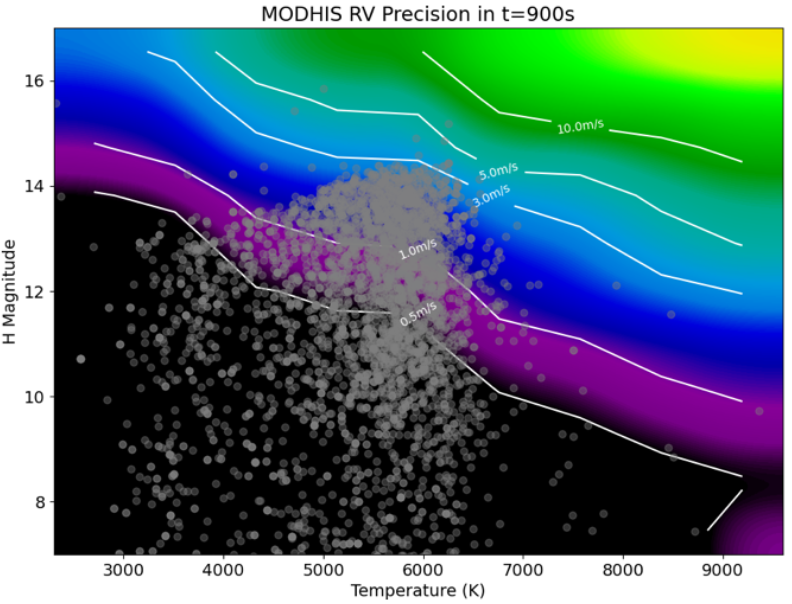 MODHIS RV Precision in t=900s
16
14
12
10
8
H Magnitude
10.0m/s
5.0m/s
3.0m/s
1.0m/s
0.5m/s
3000 4000 5000 6000 7000 8000 9000
Temperature (K)